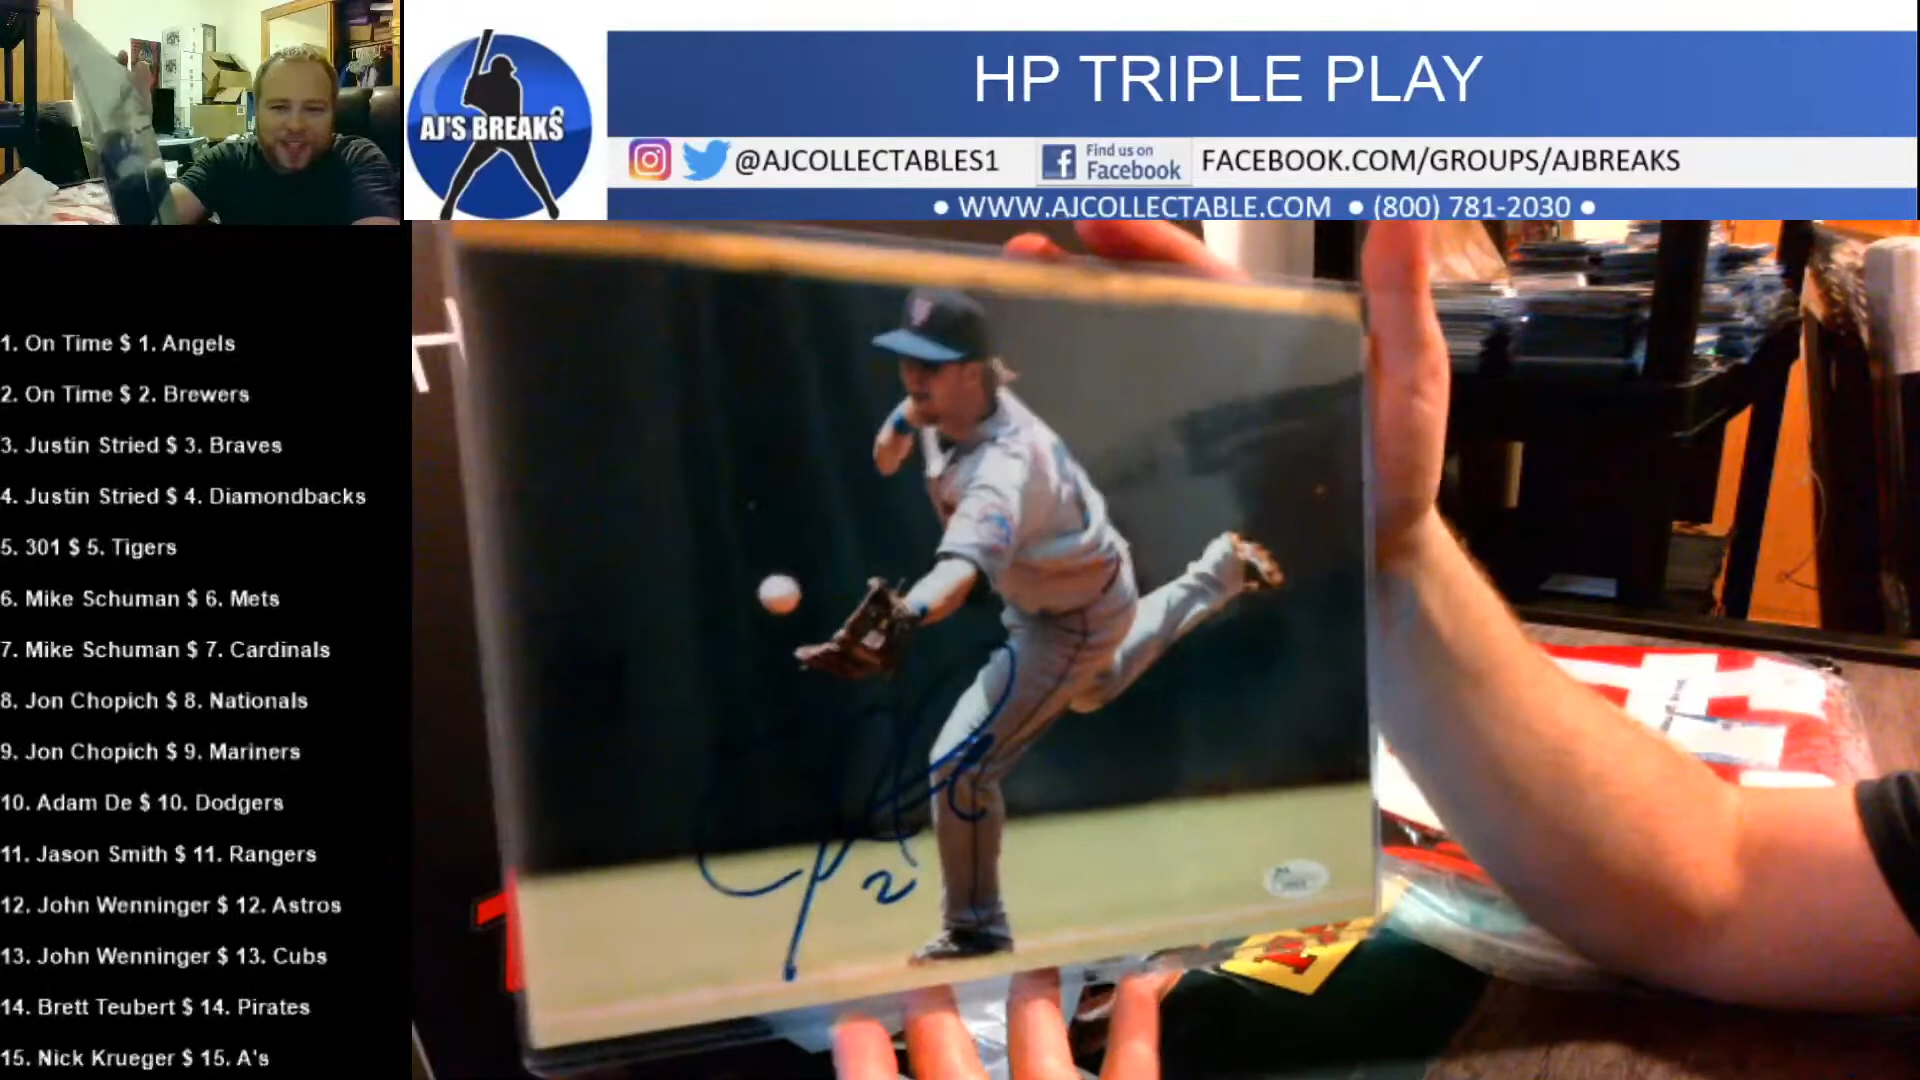 HP TRIPLE PLAY
AJ'S BREAKS
@AJCOLLECTABLES1
Find us on
Facebook
FACEBOOK.COM/GROUPS/AJBREAKS
• WWW.AJCOLLECTABLE.COM • (800) 781-2030 •
1. On Time $ 1. Angels
2. On Time $ 2. Brewers
3. Justin Stried $ 3. Braves
4. Justin Stried $ 4. Diamondbacks
5. 301 $ 5. Tigers
6. Mike Schuman $ 6. Mets
7. Mike Schuman $ 7. Cardinals
8. Jon Chopich $ 8. Nationals
9. Jon Chopich $ 9. Mariners
10. Adam De $ 10. Dodgers
11. Jason Smith $ 11. Rangers
12. John Wenninger $ 12. Astros
13. John Wenninger $ 13. Cubs
14. Brett Teubert $ 14. Pirates
15. Nick Krueger $ 15. A's
2